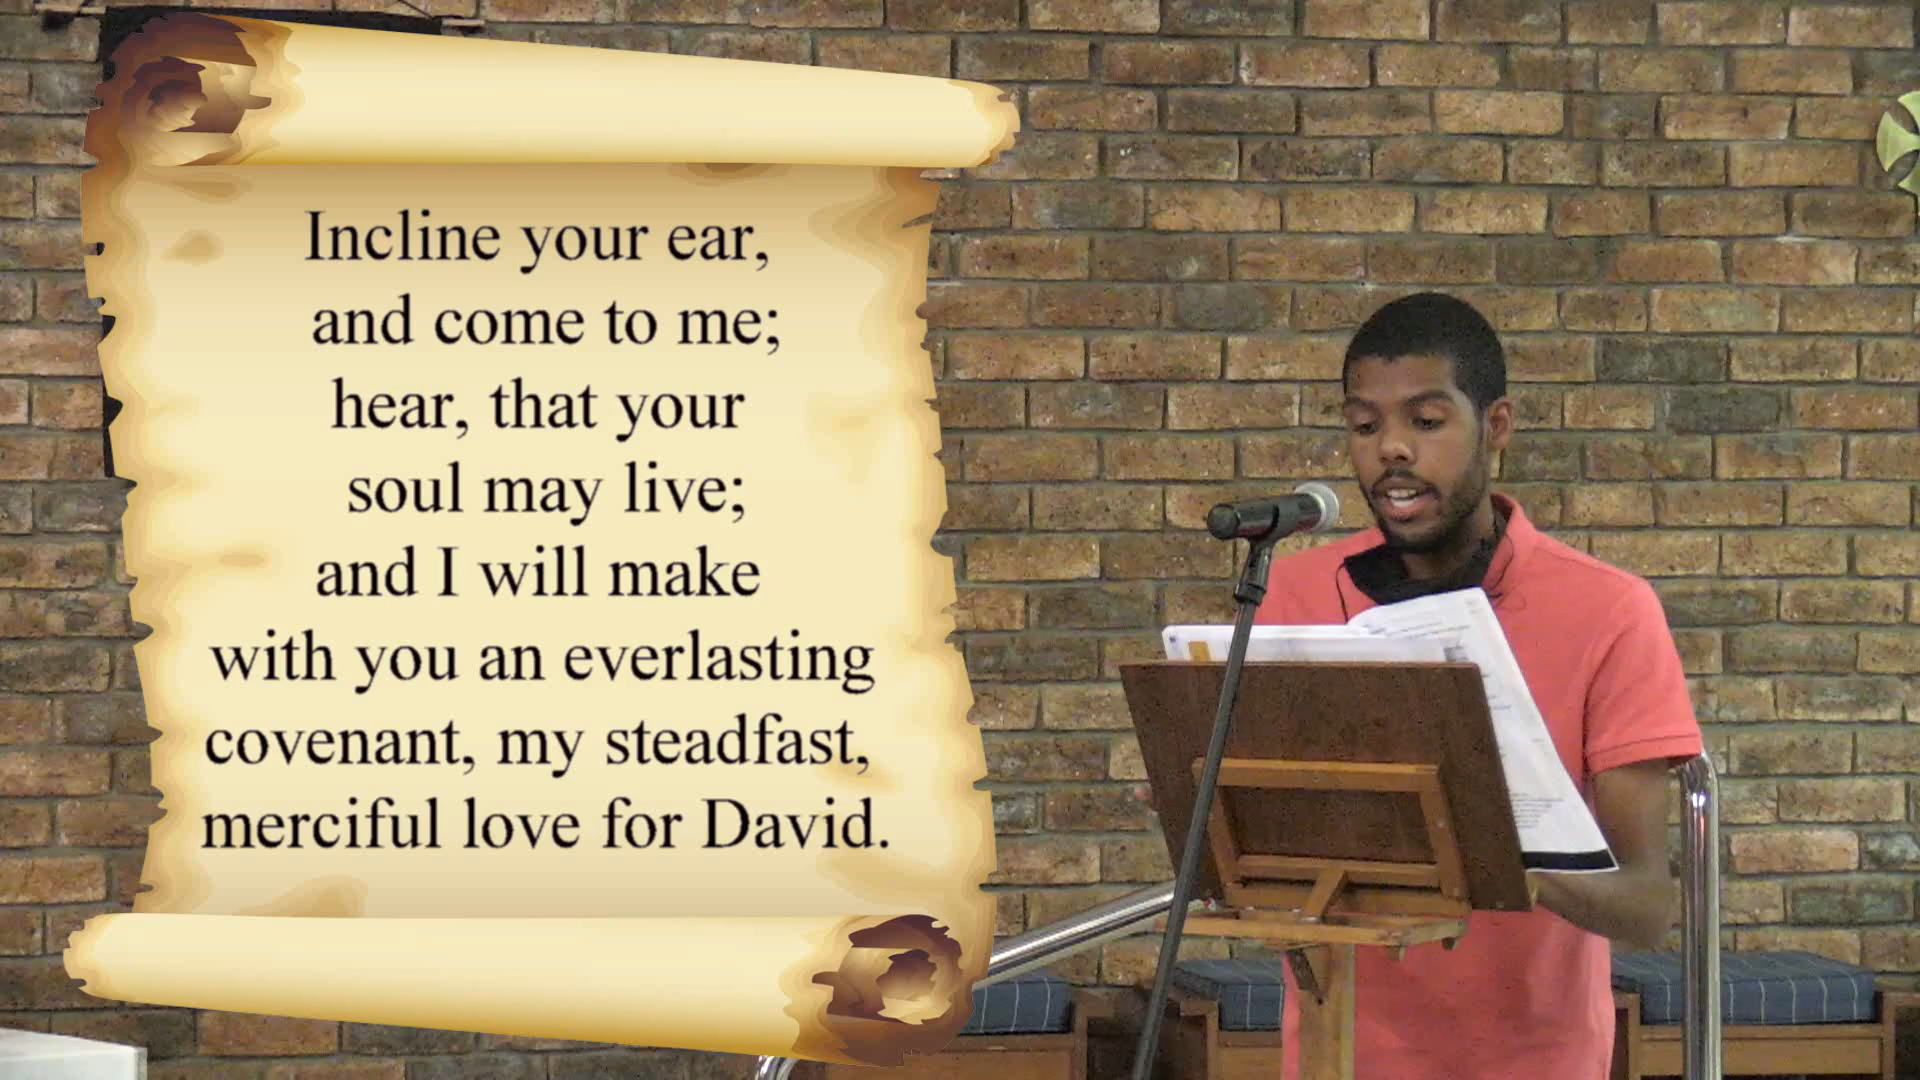 Incline your ear,
and come to me;
hear, that your
soul may live;
and I will make
with you an everlasting
covenant, my steadfast,
merciful love for David.